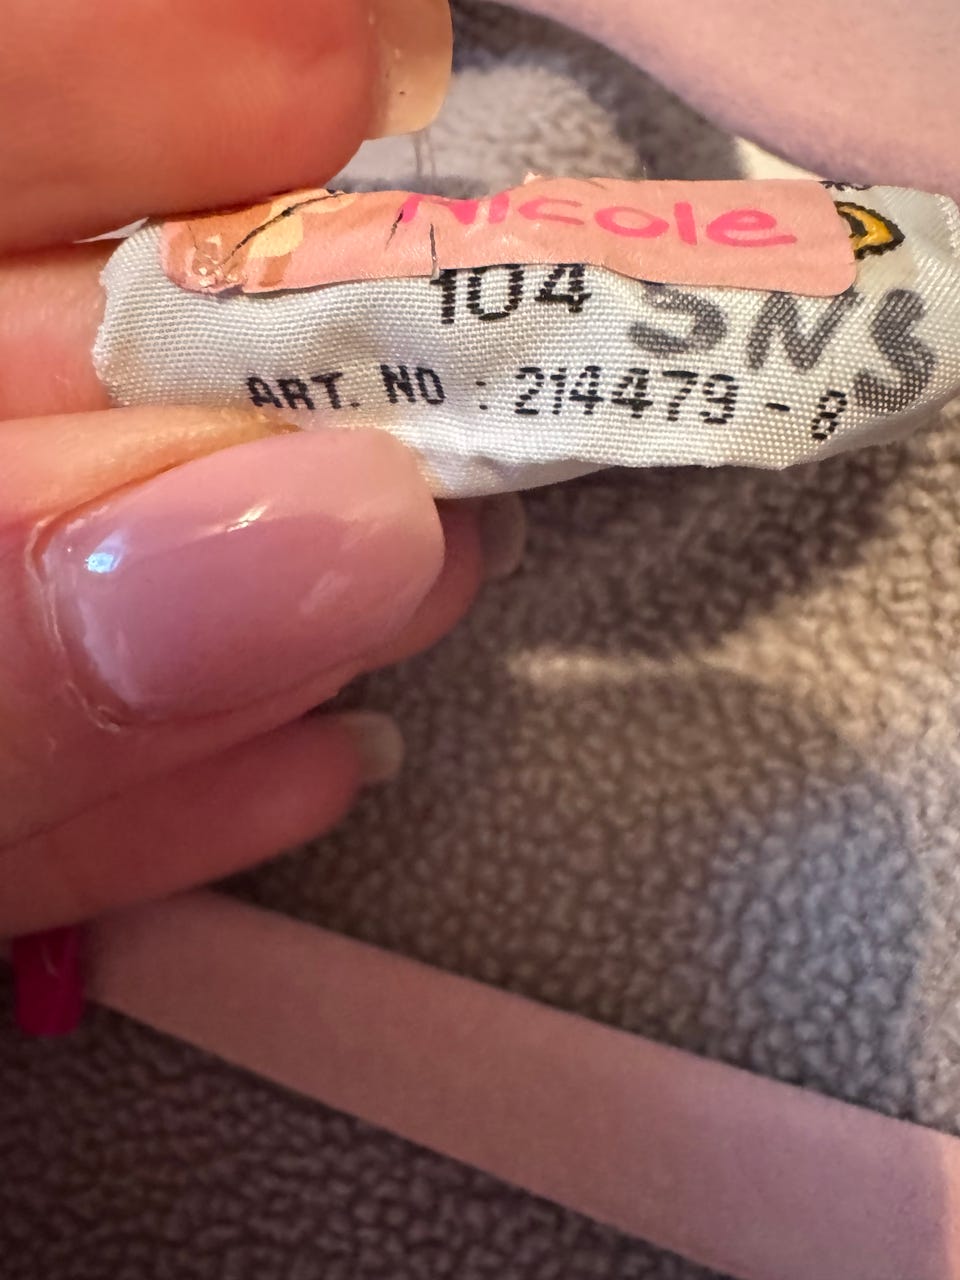 Nicole
104
SNS
ART. NO : 214479 - 8